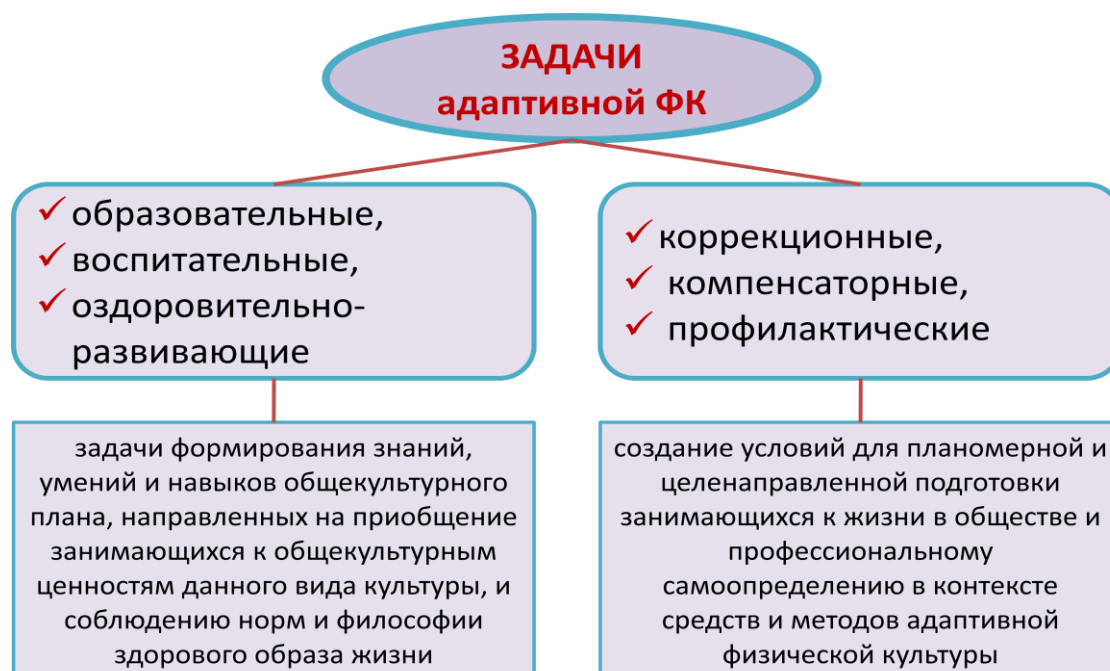 ЗАДАЧИ
адаптивной ФК
образовательные,
воспитательные,
оздоровительно-
развивающие
коррекционные,
компенсаторные,
профилактические
задачи формирования знаний,
умений и навыков общекультурного
плана, направленных на приобщение
занимающихся к общекультурным
ценностям данного вида культуры, и
соблюдению норм и философии
здорового образа жизни
создание условий для планомерной и
целенаправленной подготовки
занимающихся к жизни в обществе и
профессиональному
самоопределению в контексте
средств и методов адаптивной
физической культуры